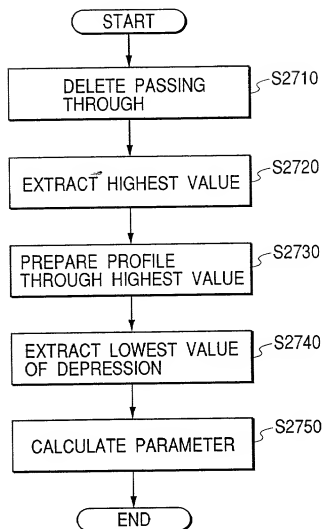 START
DELETE PASSING
THROUGH
S2710
EXTRACT HIGHEST VALUE
S2720
PREPARE PROFILE
THROUGH HIGHEST VALUE
S2730
EXTRACT LOWEST VALUE
OF DEPRESSION
S2740
CALCULATE PARAMETER
S2750
END